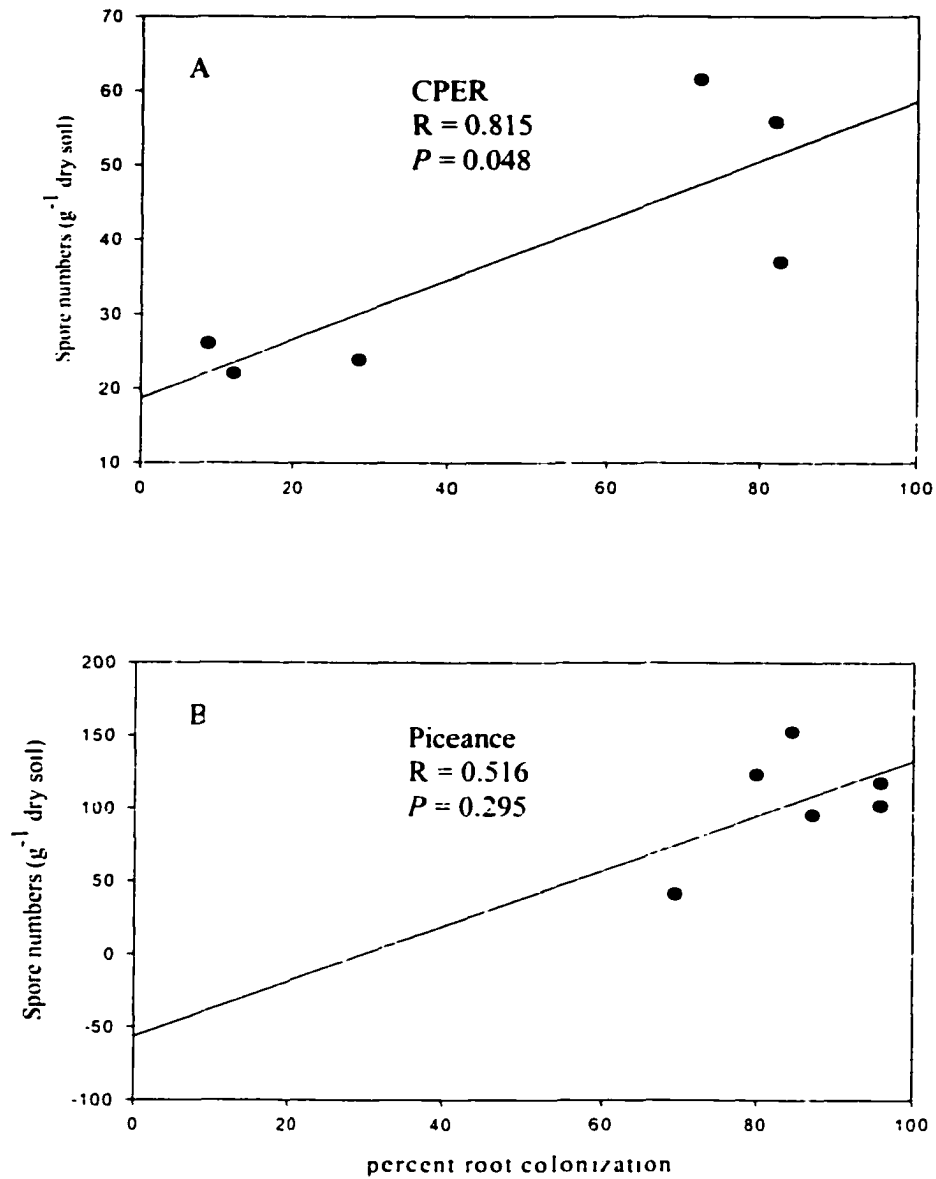 70
60
50
40
30
20
10
Spore numbers (g-1 dry soil)
A
CPER
R = 0.815
P = 0.048
0 20 40 60 80 100
200
150
100
50
0
-50
-100
Spore numbers (g-1 dry soil)
B
Piceance
R = 0.516
P = 0.295
0 20 40 60 80 100
percent root colonization